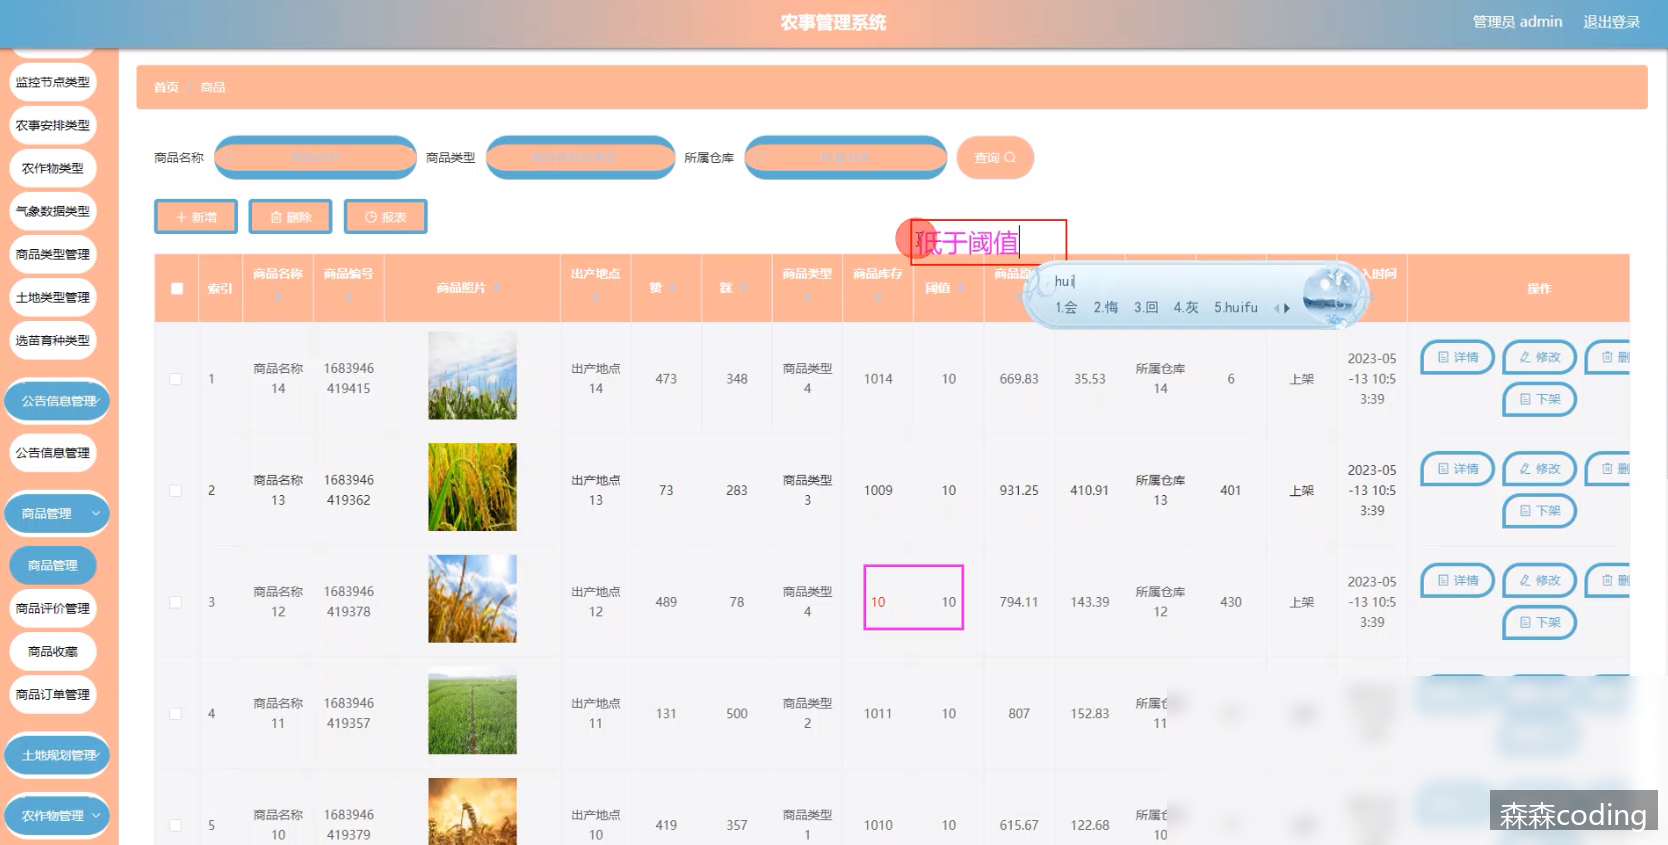 农事管理系统
管理员 admin
退出登录
监控节点类型
农事安排类型
农作物类型
气象数据类型
商品类型管理
土地类型管理
选苗育种类型
公告信息管理
公告信息管理
商品管理
商品管理
商品评价管理
商品收藏
商品订单管理
土地规划管理
农作物管理
首页
商品
商品名称
商品类型
所属仓库
查询
新增
删除
报表
低于阈值
hui
1.会 2.悔 3.回 4.灰 5.huifu
索引 商品名称 商品编号 商品照片 出产地点 赞 踩 商品类型 商品库存 阈值 操作
1 商品名称14 1683946419415 出产地点14 473 348 商品类型4 1014 10 669.83 35.53 所属仓库14 6 上架 2023-05-13 10:53:39 详情 修改 删
下架
2 商品名称13 1683946419362 出产地点13 73 283 商品类型3 1009 10 931.25 410.91 所属仓库13 401 上架 2023-05-13 10:53:39 详情 修改 删
下架
3 商品名称12 1683946419378 出产地点12 489 78 商品类型4 10 10 794.11 143.39 所属仓库12 430 上架 2023-05-13 10:53:39 详情 修改 删
下架
4 商品名称11 1683946419357 出产地点11 131 500 商品类型2 1011 10 807 152.83 所属 11
5 商品名称10 1683946419379 出产地点10 419 357 商品类型1 1010 10 615.67 122.68 所属 10
森森coding